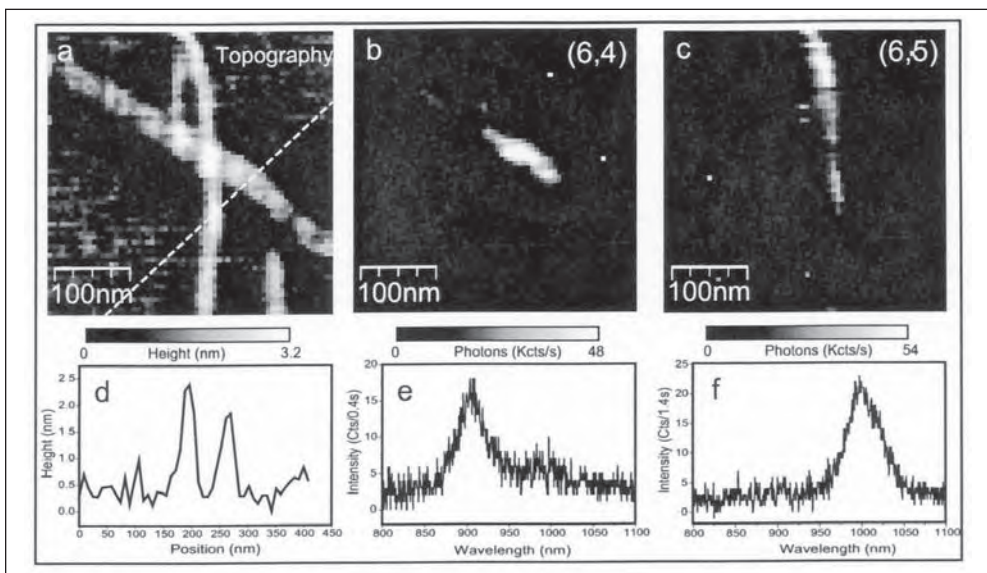 a
Topography
100nm
b
(6,4)
100nm
c
(6,5)
100nm
0 Height (nm) 3.2
0 Photons (Kcts/s) 48
0 Photons (Kcts/s) 54
d
Height (nm)
2.5
2.0
1.5
1.0
0.5
0.0
0 50 100 150 200 250 300 350 400 450
Position (nm)
e
Intensity (Cts/0.4s)
20
15
10
5
0
800 850 900 950 1000 1050 1100
Wavelength (nm)
f
Intensity (Cts/1.4s)
25
20
15
10
5
0
800 850 900 950 1000 1050 1100
Wavelength (nm)